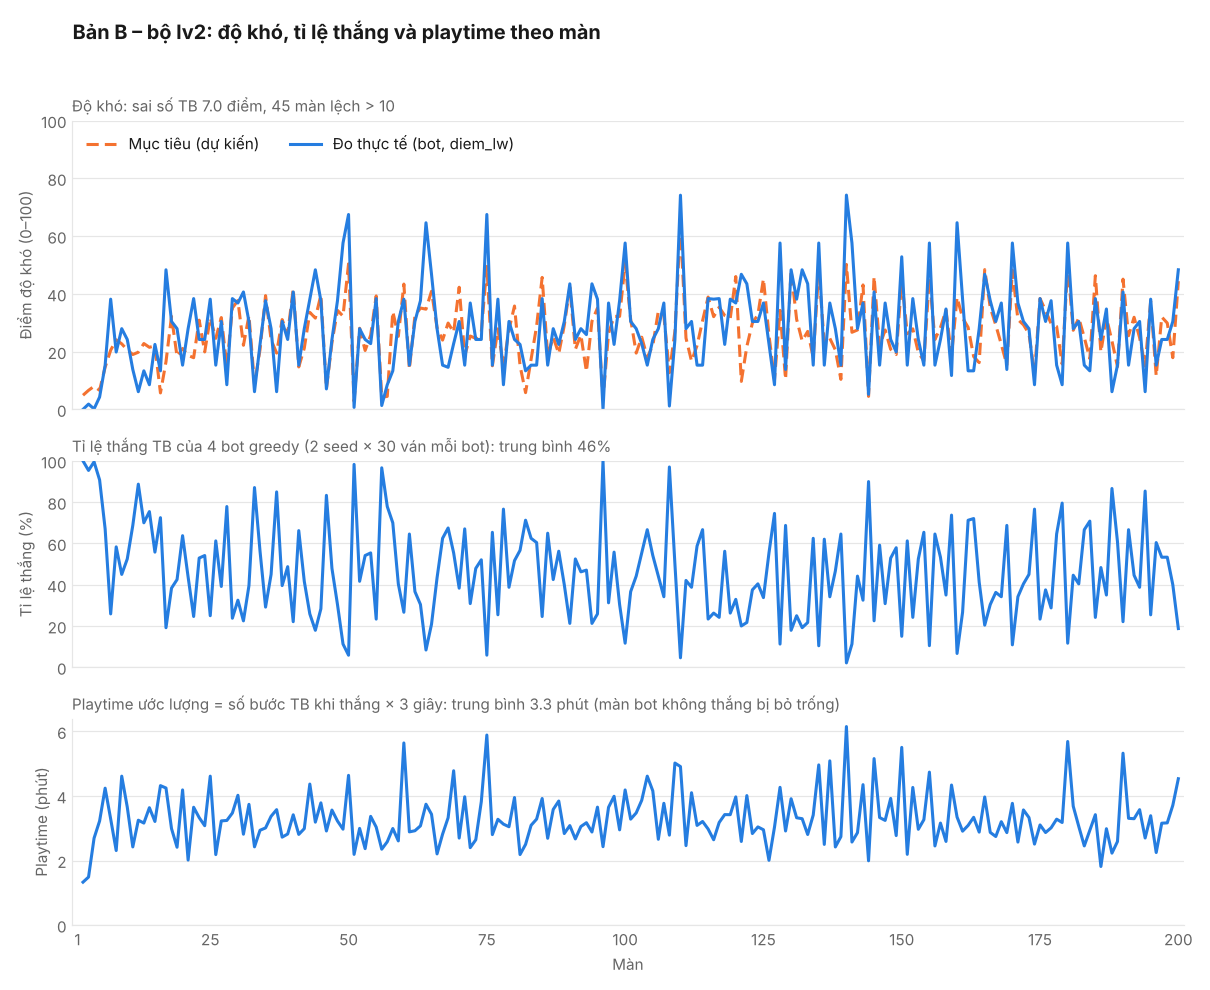 Bản B – bộ lv2: độ khó, tỉ lệ thắng và playtime theo màn
Độ khó: sai số TB 7.0 điểm, 45 màn lệch > 10
100
Mục tiêu (dự kiến)
Đo thực tế (bot, diem_lw)
80
60
40
20
0
Điểm độ khó (0–100)
Tỉ lệ thắng TB của 4 bot greedy (2 seed × 30 ván mỗi bot): trung bình 46%
100
80
60
40
20
0
Tỉ lệ thắng (%)
Playtime ước lượng = số bước TB khi thắng × 3 giây: trung bình 3.3 phút (màn bot không thắng bị bỏ trống)
6
4
2
0
Playtime (phút)
1 25 50 75 100 125 150 175 200
Màn